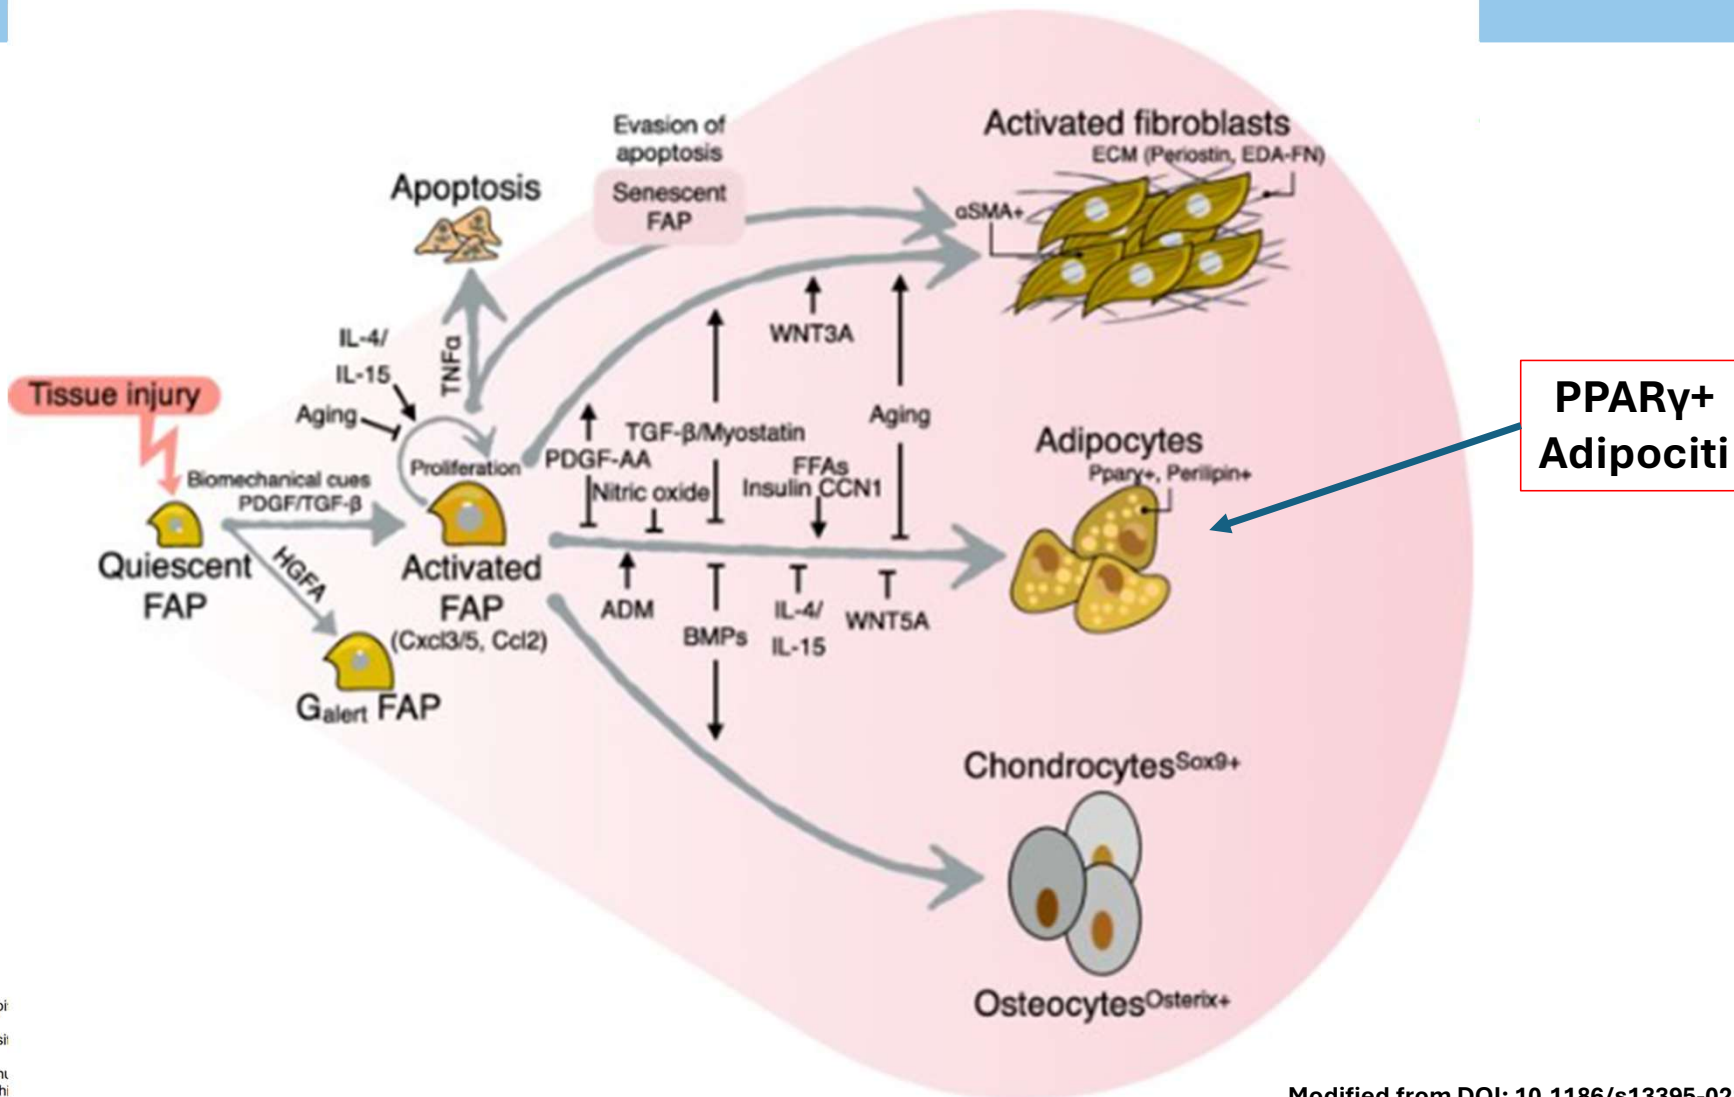 Evasion of
apoptosis
Senescent
FAP
Apoptosis
Activated fibroblasts
ECM (Periostin, EDA-FN)
αSMA+
IL-4/
IL-15
Aging
TNFα
WNT3A
Tissue injury
Proliferation
PDGF-AA
TGF-β/Myostatin
Aging
Nitric oxide
FFAs
Insulin CCN1
Biomechanical cues
PDGF/TGF-β
Quiescent
FAP
HGFA
Activated
FAP
(Cxcl3/5, Ccl2)
Galert FAP
ADM
BMPs
IL-4/
IL-15
WNT5A
Adipocytes
Pparγ+, Perilipin+
PPARγ+
Adipociti
ChondrocytesSox9+
OsteocytesOsterix+
Modified from DOI: 10.1186/s13395-02